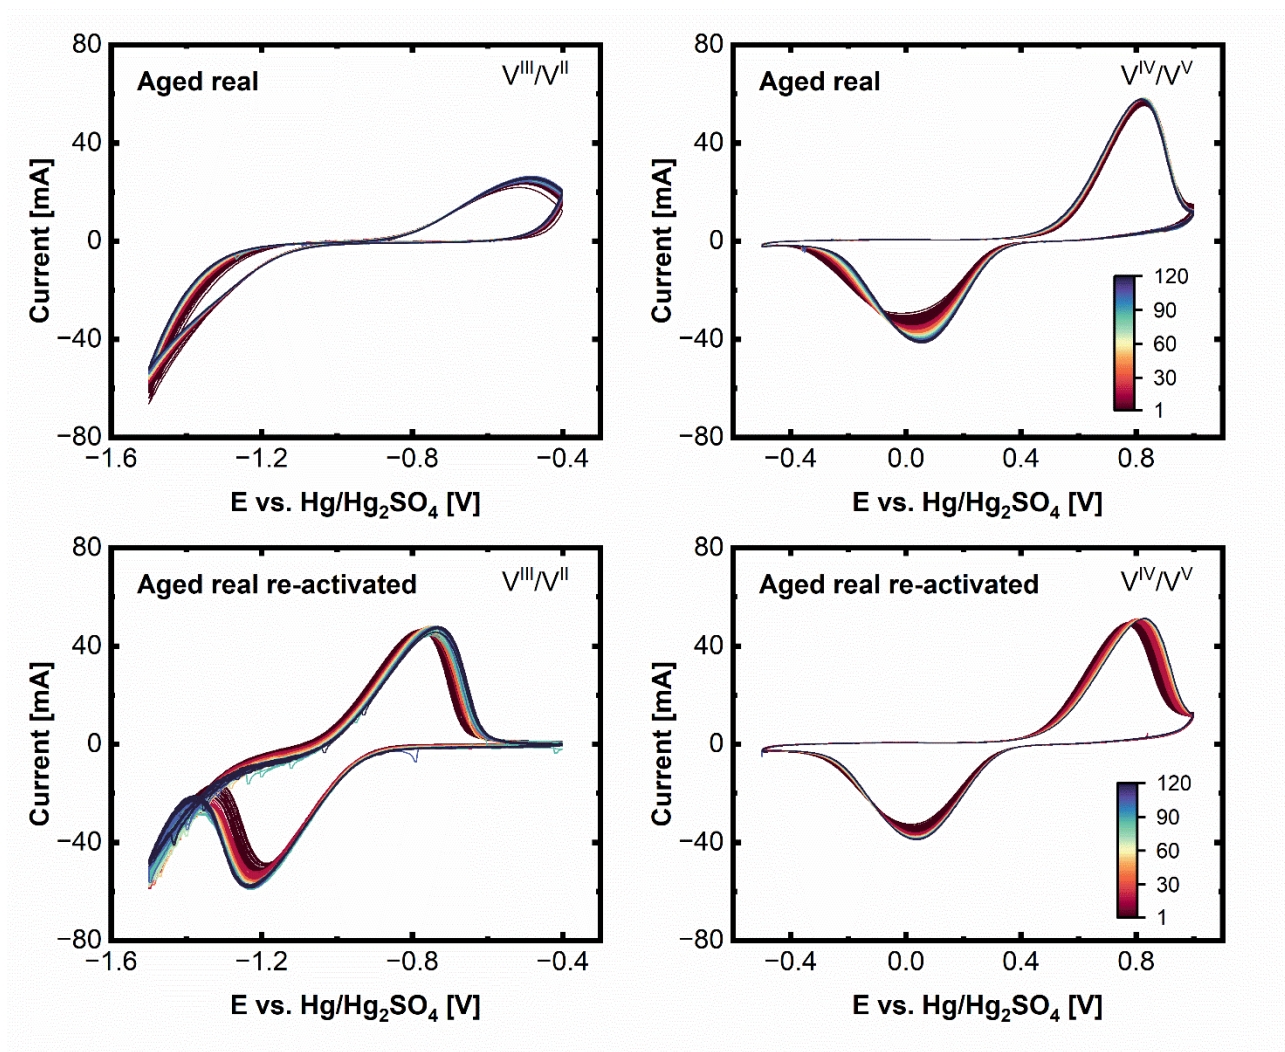 80
Aged real
V^III/V^II
40
0
−40
−80
Current [mA]
−1.6
−1.2
−0.8
−0.4
E vs. Hg/Hg₂SO₄ [V]
80
Aged real
V^IV/V^V
40
0
−40
−80
Current [mA]
120
90
60
30
1
−0.4
0.0
0.4
0.8
E vs. Hg/Hg₂SO₄ [V]
80
Aged real re-activated
V^III/V^II
40
0
−40
−80
Current [mA]
−1.6
−1.2
−0.8
−0.4
E vs. Hg/Hg₂SO₄ [V]
80
Aged real re-activated
V^IV/V^V
40
0
−40
−80
Current [mA]
120
90
60
30
1
−0.4
0.0
0.4
0.8
E vs. Hg/Hg₂SO₄ [V]